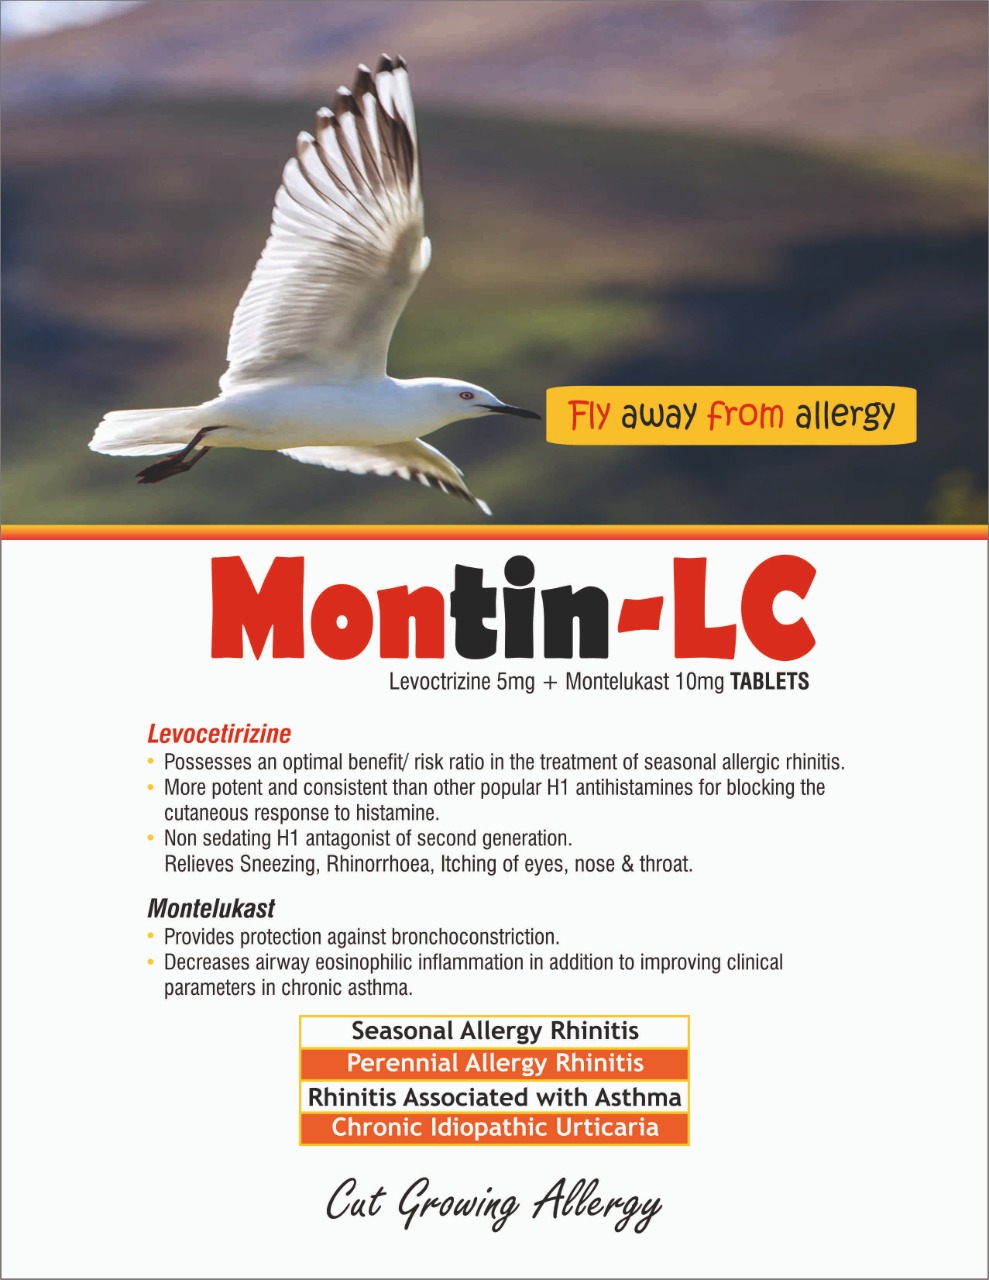 Fly away from allergy
Montin-LC
Levoctrizine 5mg + Montelukast 10mg TABLETS
Levocetirizine
• Possesses an optimal benefit/ risk ratio in the treatment of seasonal allergic rhinitis.
• More potent and consistent than other popular H1 antihistamines for blocking the
cutaneous response to histamine.
• Non sedating H1 antagonist of second generation.
Relieves Sneezing, Rhinorrhoea, Itching of eyes, nose & throat.
Montelukast
• Provides protection against bronchoconstriction.
• Decreases airway eosinophilic inflammation in addition to improving clinical
parameters in chronic asthma.
Seasonal Allergy Rhinitis
Perennial Allergy Rhinitis
Rhinitis Associated with Asthma
Chronic Idiopathic Urticaria
Cut Growing Allergy